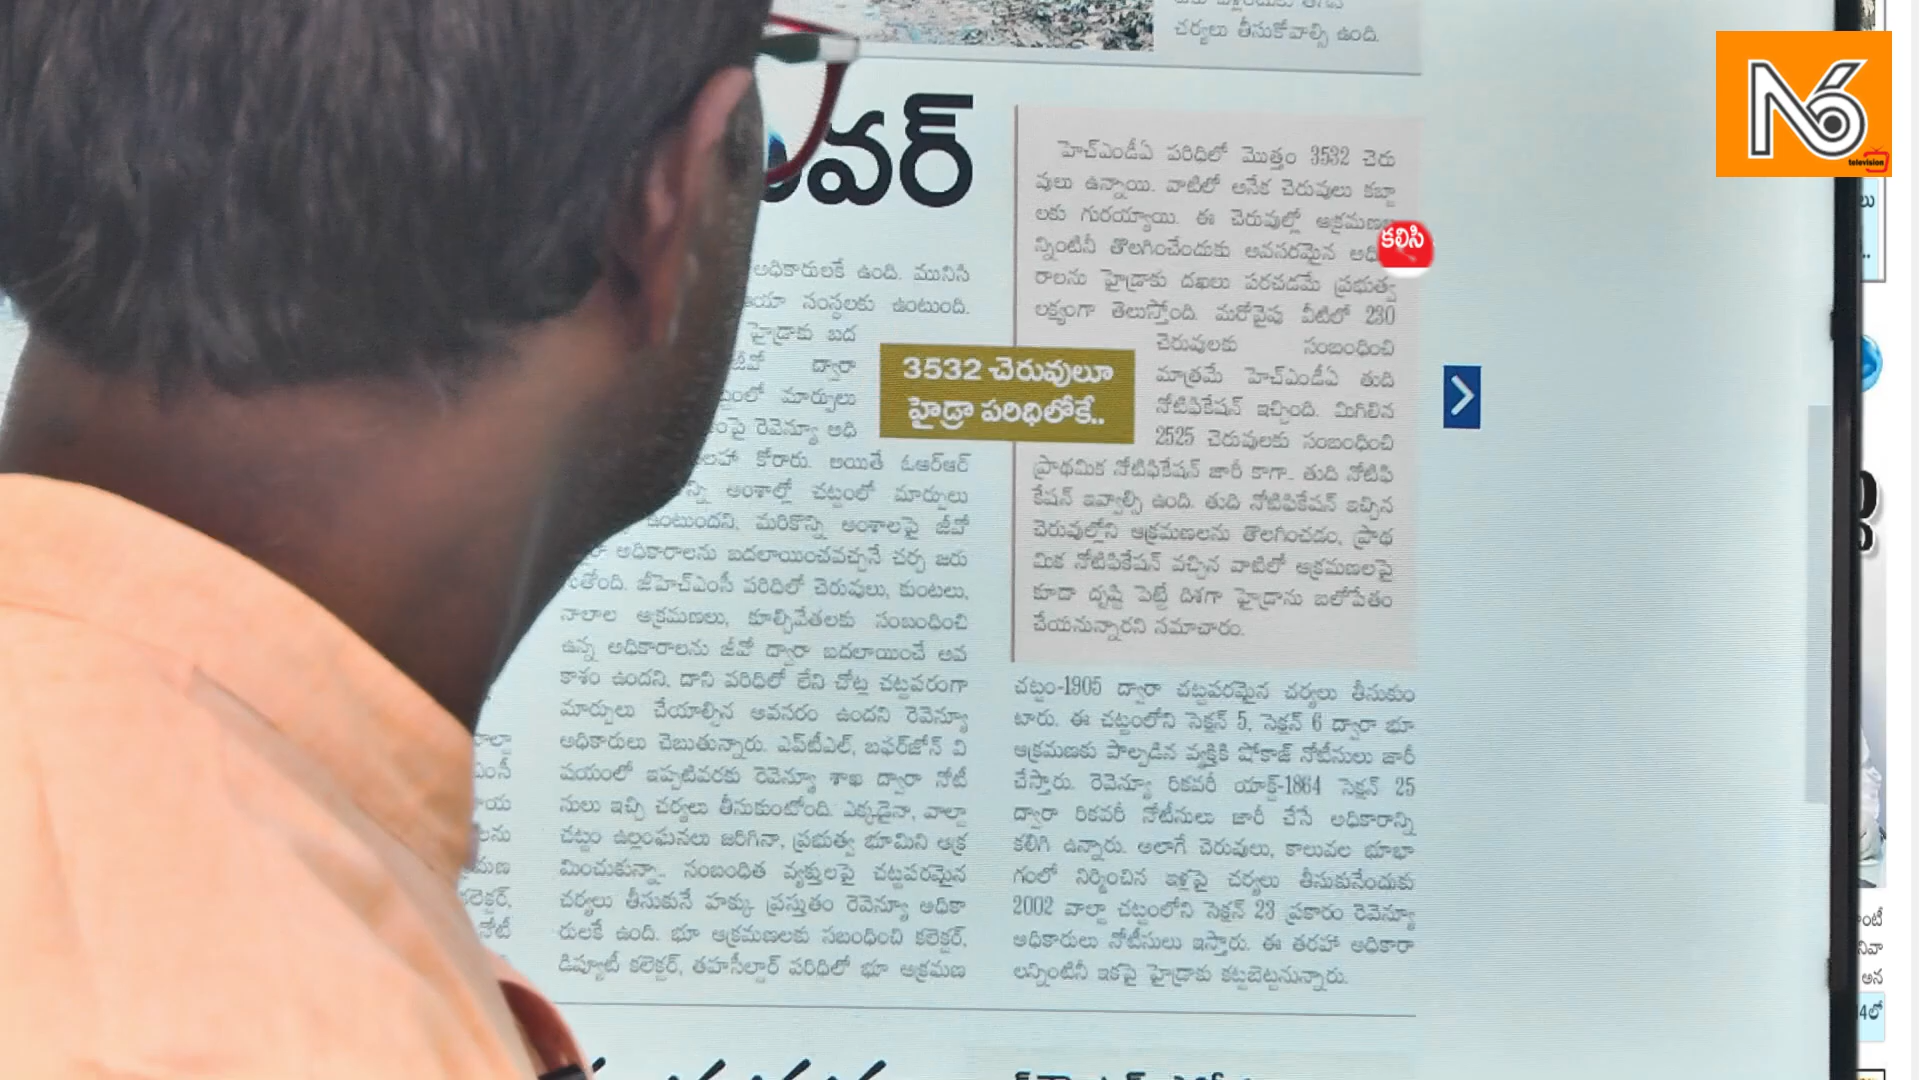 చర్యలు తీసుకోవాల్సి ఉంది.
N6
television
వర్
హెచ్ఎండీఏ పరిధిలో మొత్తం 3532 చెరు
వులు ఉన్నాయి. వాటిలో అనేక చెరువులు కబ్జా
లకు గురయ్యాయి. ఈ చెరువుల్లో ఆక్రమణల
న్నింటినీ తొలగించేందుకు అవసరమైన అధి
కలిసి
రాలను హైడ్రాకు దఖలు పరచడమే ప్రభుత్వ
లక్ష్యంగా తెలుస్తోంది. మరోవైపు వీటిలో 230
చెరువులకు సంబంధించి
మాత్రమే హెచ్ఎండీఏ తుది
నోటిఫికేషన్ ఇచ్చింది. మిగిలిన
2525 చెరువులకు సంబంధించి
ప్రాథమిక నోటిఫికేషన్ జారీ కాగా.. తుది నోటిఫి
కేషన్ ఇవ్వాల్సి ఉంది. తుది నోటిఫికేషన్ ఇచ్చిన
చెరువుల్లోని ఆక్రమణలను తొలగించడం, ప్రాథ
మిక నోటిఫికేషన్ వచ్చిన వాటిలో ఆక్రమణలపై
కూడా దృష్టి పెట్టే దిశగా హైడ్రాను బలోపేతం
చేయనున్నారని సమాచారం.
3532 చెరువులూ
హైడ్రా పరిధిలోకే..
అధికారులకే ఉంది. మునిసి
సంస్థలకు ఉంటుంది.
హైడ్రాకు బద
ద్వారా
మార్పులు
రెవెన్యూ అధి
కోరారు. అయితే ఓఆర్ఆర్
అంశాల్లో చట్టంలో మార్పులు
ఉంటుందని, మరికొన్ని అంశాలపై జీవో
అధికారాలను బదలాయించవచ్చనే చర్చ జరు
గుతోంది. జీహెచ్ఎంసీ పరిధిలో చెరువులు, కుంటలు,
నాలాల ఆక్రమణలు, కూల్చివేతలకు సంబంధించి
ఉన్న అధికారాలను జీవో ద్వారా బదలాయించే అవ
కాశం ఉందని, దాని పరిధిలో లేని చోట్ల చట్టపరంగా
మార్పులు చేయాల్సిన అవసరం ఉందని రెవెన్యూ
అధికారులు చెబుతున్నారు. ఎఫ్‌టీఎల్, బఫర్‌జోన్ వి
షయంలో ఇప్పటివరకు రెవెన్యూ శాఖ ద్వారా నోటీ
సులు ఇచ్చి చర్యలు తీసుకుంటోంది. ఎక్కడైనా, వాల్టా
చట్టం ఉల్లంఘనలు జరిగినా, ప్రభుత్వ భూమిని ఆక్ర
మించుకున్నా.. సంబంధిత వ్యక్తులపై చట్టపరమైన
చర్యలు తీసుకునే హక్కు ప్రస్తుతం రెవెన్యూ అధికా
రులకే ఉంది. భూ ఆక్రమణలకు సబంధించి కలెక్టర్,
డిప్యూటీ కలెక్టర్, తహసీల్దార్ పరిధిలో భూ ఆక్రమణ
చట్టం-1905 ద్వారా చట్టపరమైన చర్యలు తీసుకుం
టారు. ఈ చట్టంలోని సెక్షన్ 5, సెక్షన్ 6 ద్వారా భూ
ఆక్రమణకు పాల్పడిన వ్యక్తికి షోకాజ్ నోటీసులు జారీ
చేస్తారు. రెవెన్యూ రికవరీ యాక్ట్-1864 సెక్షన్ 25
ద్వారా రికవరీ నోటీసులు జారీ చేసే అధికారాన్ని
కలిగి ఉన్నారు. అలాగే చెరువులు, కాలువల భూభా
గంలో నిర్మించిన ఇళ్లపై చర్యలు తీసుకునేందుకు
2002 వాల్టా చట్టంలోని సెక్షన్ 23 ప్రకారం రెవెన్యూ
అధికారులు నోటీసులు ఇస్తారు. ఈ తరహా అధికారా
లన్నింటినీ ఇకపై హైడ్రాకు కట్టబెట్టనున్నారు.